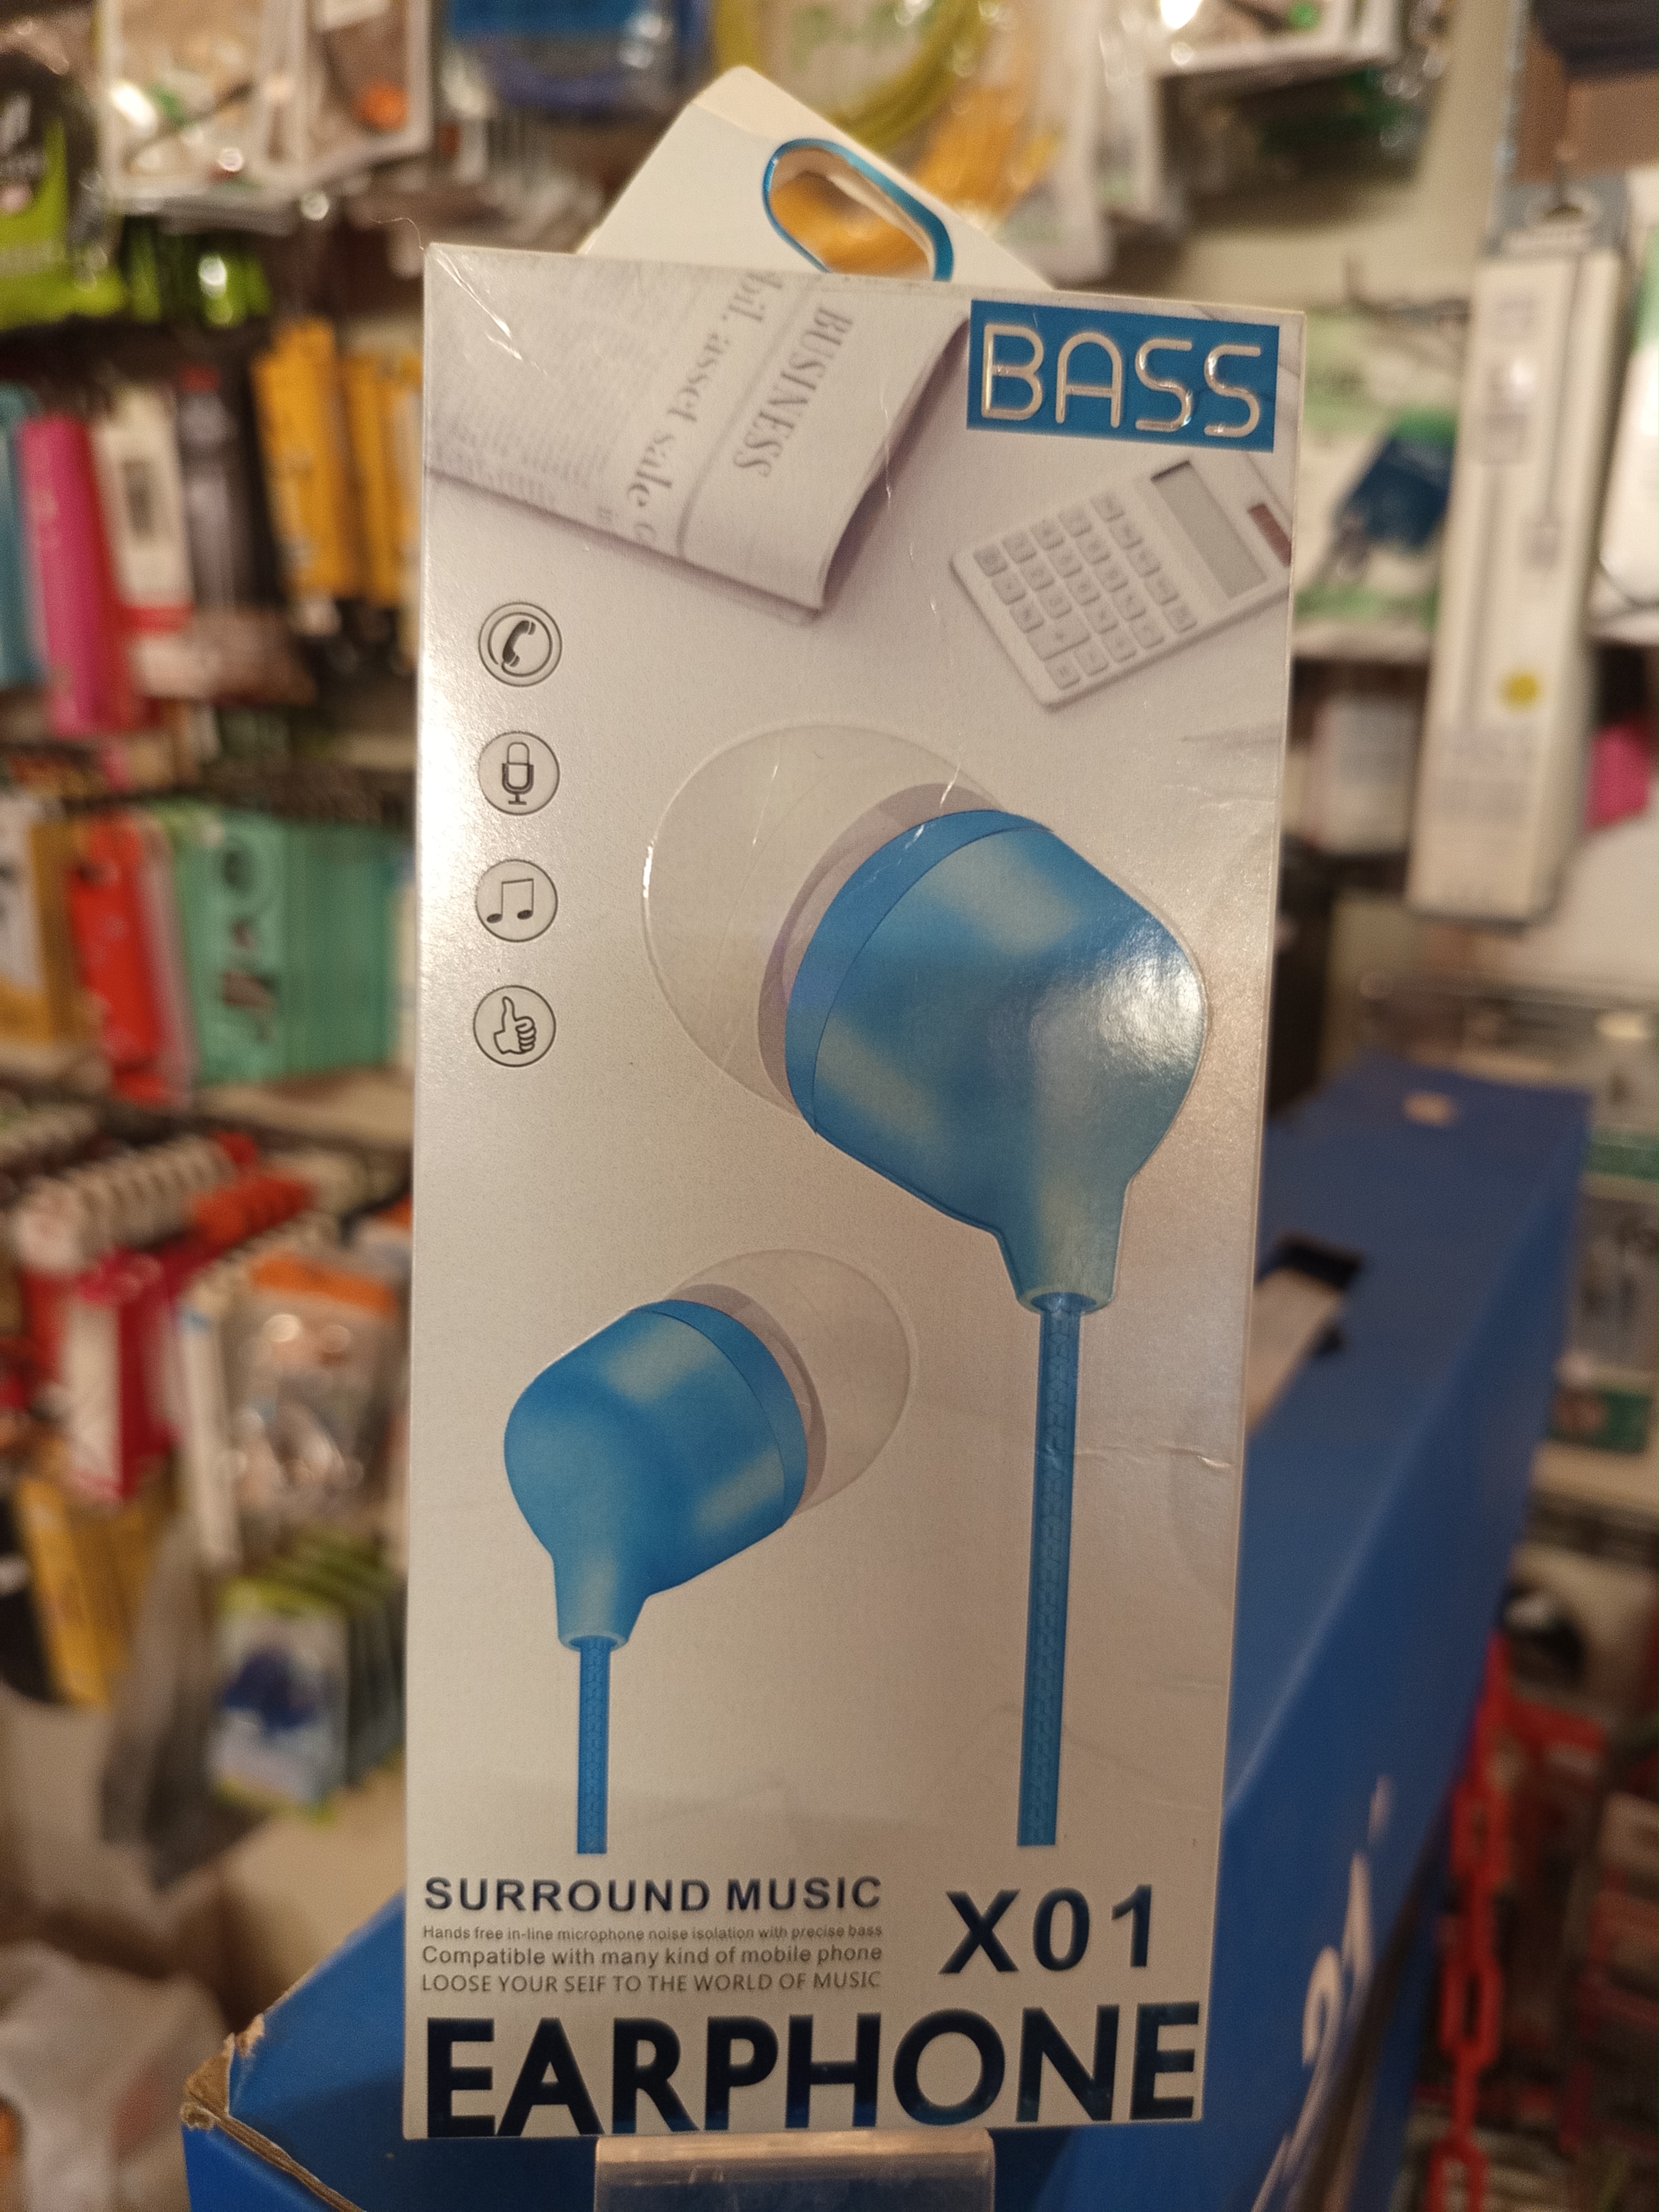 BASS
BUSINESS
asset sale
SURROUND MUSIC
Hands free in-line microphone noise isolation with precise bass
Compatible with many kind of mobile phone
LOOSE YOUR SEIF TO THE WORLD OF MUSIC
X01
EARPHONE